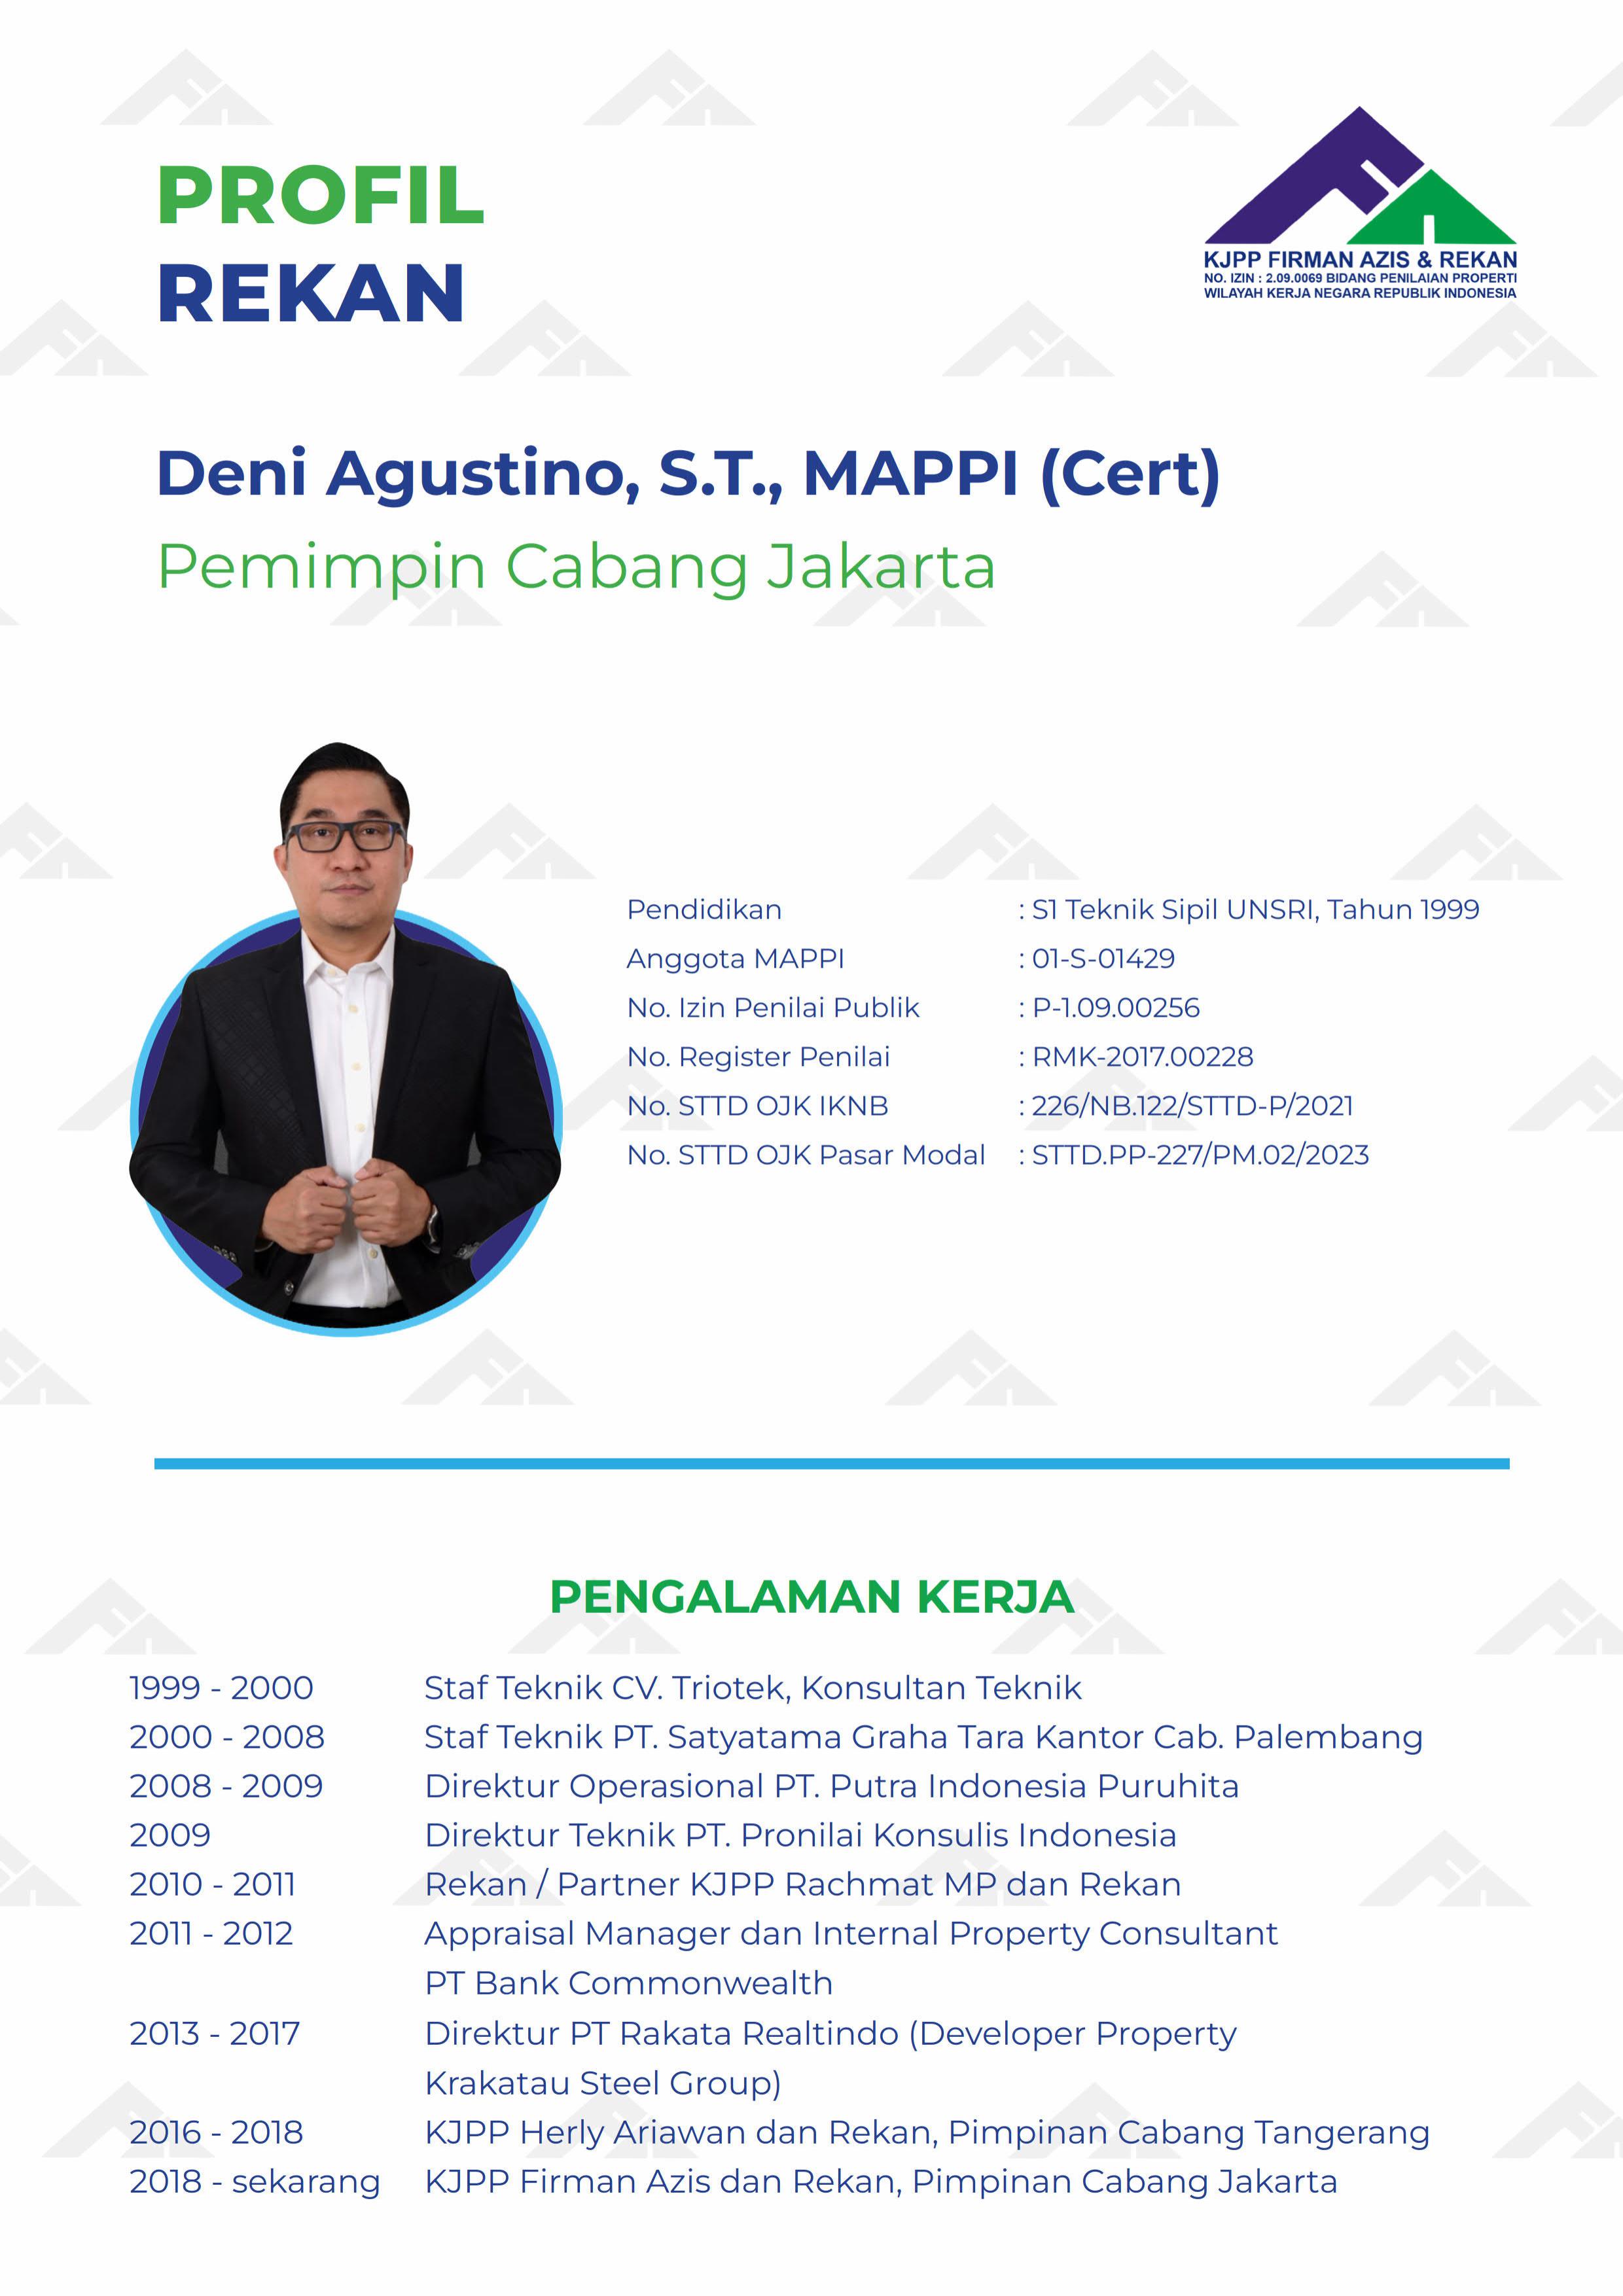 PROFIL
REKAN
KJPP FIRMAN AZIS & REKAN
NO. IZIN : 2.09.0069 BIDANG PENILAIAN PROPERTI
WILAYAH KERJA NEGARA REPUBLIK INDONESIA
Deni Agustino, S.T., MAPPI (Cert)
Pemimpin Cabang Jakarta
Pendidikan : S1 Teknik Sipil UNSRI, Tahun 1999
Anggota MAPPI : 01-S-01429
No. Izin Penilai Publik : P-1.09.00256
No. Register Penilai : RMK-2017.00228
No. STTD OJK IKNB : 226/NB.122/STTD-P/2021
No. STTD OJK Pasar Modal : STTD.PP-227/PM.02/2023
PENGALAMAN KERJA
1999 - 2000 Staf Teknik CV. Triotek, Konsultan Teknik
2000 - 2008 Staf Teknik PT. Satyatama Graha Tara Kantor Cab. Palembang
2008 - 2009 Direktur Operasional PT. Putra Indonesia Puruhita
2009 Direktur Teknik PT. Pronilai Konsulis Indonesia
2010 - 2011 Rekan / Partner KJPP Rachmat MP dan Rekan
2011 - 2012 Appraisal Manager dan Internal Property Consultant
PT Bank Commonwealth
2013 - 2017 Direktur PT Rakata Realtindo (Developer Property
Krakatau Steel Group)
2016 - 2018 KJPP Herly Ariawan dan Rekan, Pimpinan Cabang Tangerang
2018 - sekarang KJPP Firman Azis dan Rekan, Pimpinan Cabang Jakarta